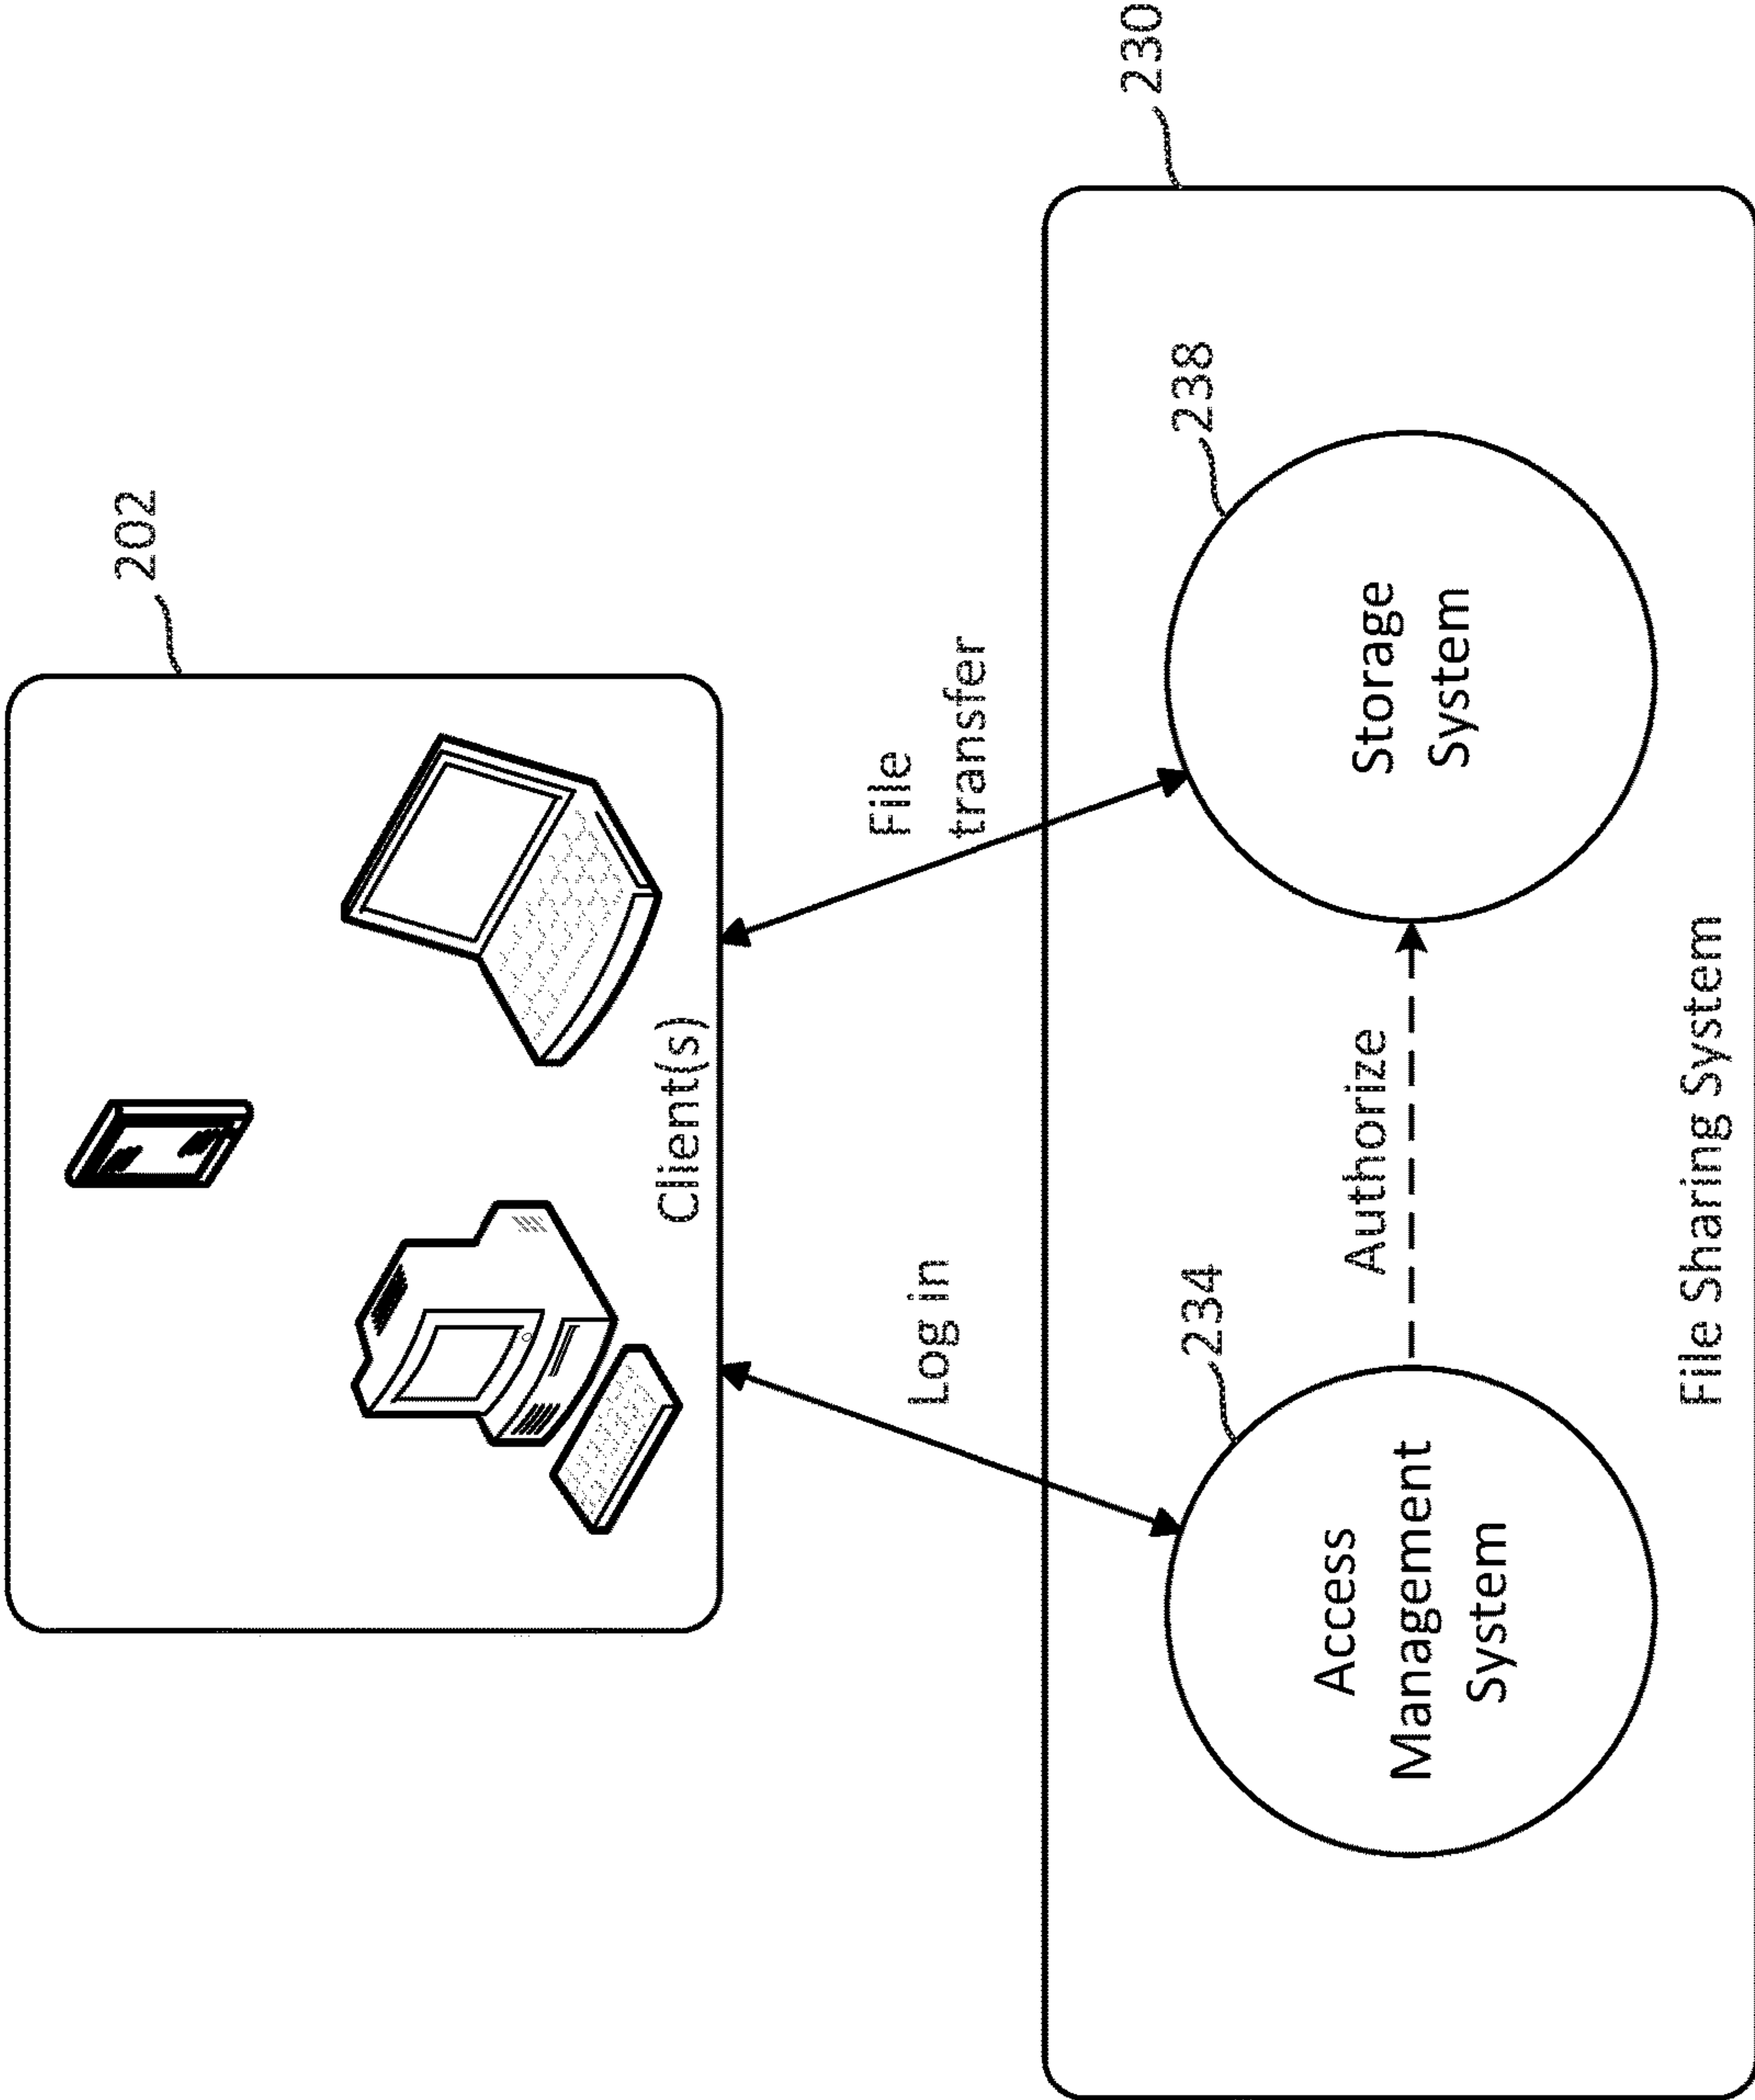 202
Client(s)
Log in
File
transfer
230
234
238
Access
Management
System
Authorize
Storage
System
File Sharing System